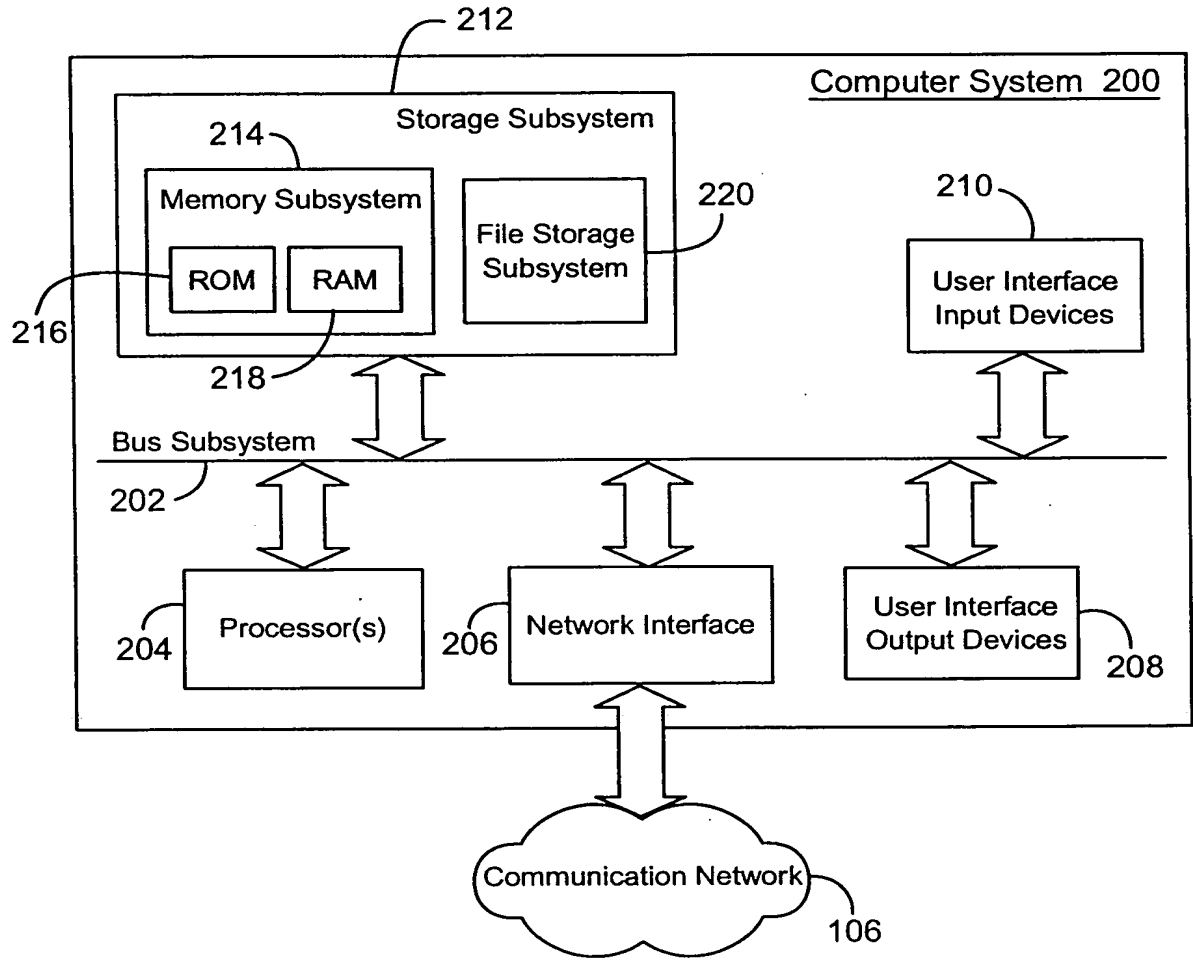 212
Computer System 200
Storage Subsystem
214
Memory Subsystem
ROM
RAM
216
218
File Storage
Subsystem
220
210
User Interface
Input Devices
Bus Subsystem
202
Processor(s)
204
Network Interface
206
User Interface
Output Devices
208
Communication Network
106